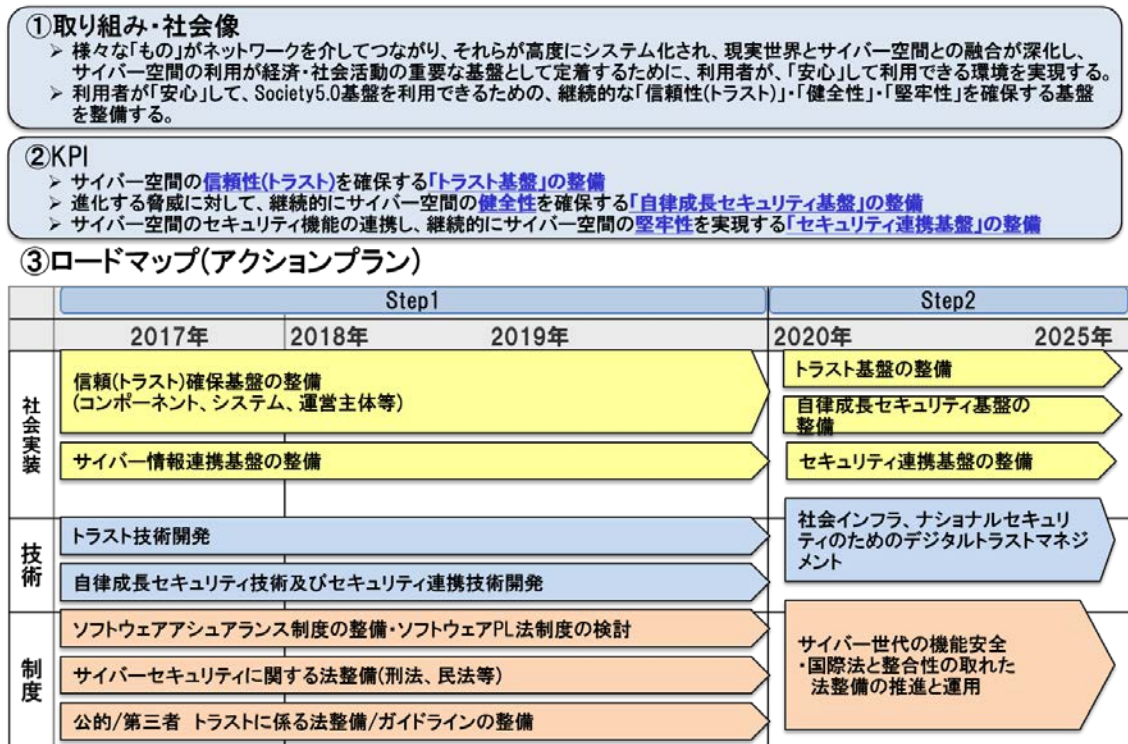 ①取り組み・社会像
➢ 様々な「もの」がネットワークを介してつながり、それらが高度にシステム化され、現実世界とサイバー空間との融合が深化し、
サイバー空間の利用が経済・社会活動の重要な基盤として定着するために、利用者が、「安心」して利用できる環境を実現する。
➢ 利用者が「安心」して、Society5.0基盤を利用できるための、継続的な「信頼性(トラスト)」・「健全性」・「堅牢性」を確保する基盤
を整備する。
②KPI
➢ サイバー空間の信頼性(トラスト)を確保する「トラスト基盤」の整備
➢ 進化する脅威に対して、継続的にサイバー空間の健全性を確保する「自律成長セキュリティ基盤」の整備
➢ サイバー空間のセキュリティ機能の連携し、継続的にサイバー空間の堅牢性を実現する「セキュリティ連携基盤」の整備
③ロードマップ(アクションプラン)
Step1
Step2
2017年
2018年
2019年
2020年
2025年
社会実装
信頼(トラスト)確保基盤の整備
(コンポーネント、システム、運営主体等)
サイバー情報連携基盤の整備
トラスト基盤の整備
自律成長セキュリティ基盤の
整備
セキュリティ連携基盤の整備
技術
トラスト技術開発
自律成長セキュリティ技術及びセキュリティ連携技術開発
社会インフラ、ナショナルセキュリ
ティのためのデジタルトラストマネジ
メント
制度
ソフトウェアアシュアランス制度の整備・ソフトウェアPL法制度の検討
サイバーセキュリティに関する法整備(刑法、民法等)
公的/第三者 トラストに係る法整備/ガイドラインの整備
サイバー世代の機能安全
・国際法と整合性の取れた
法整備の推進と運用